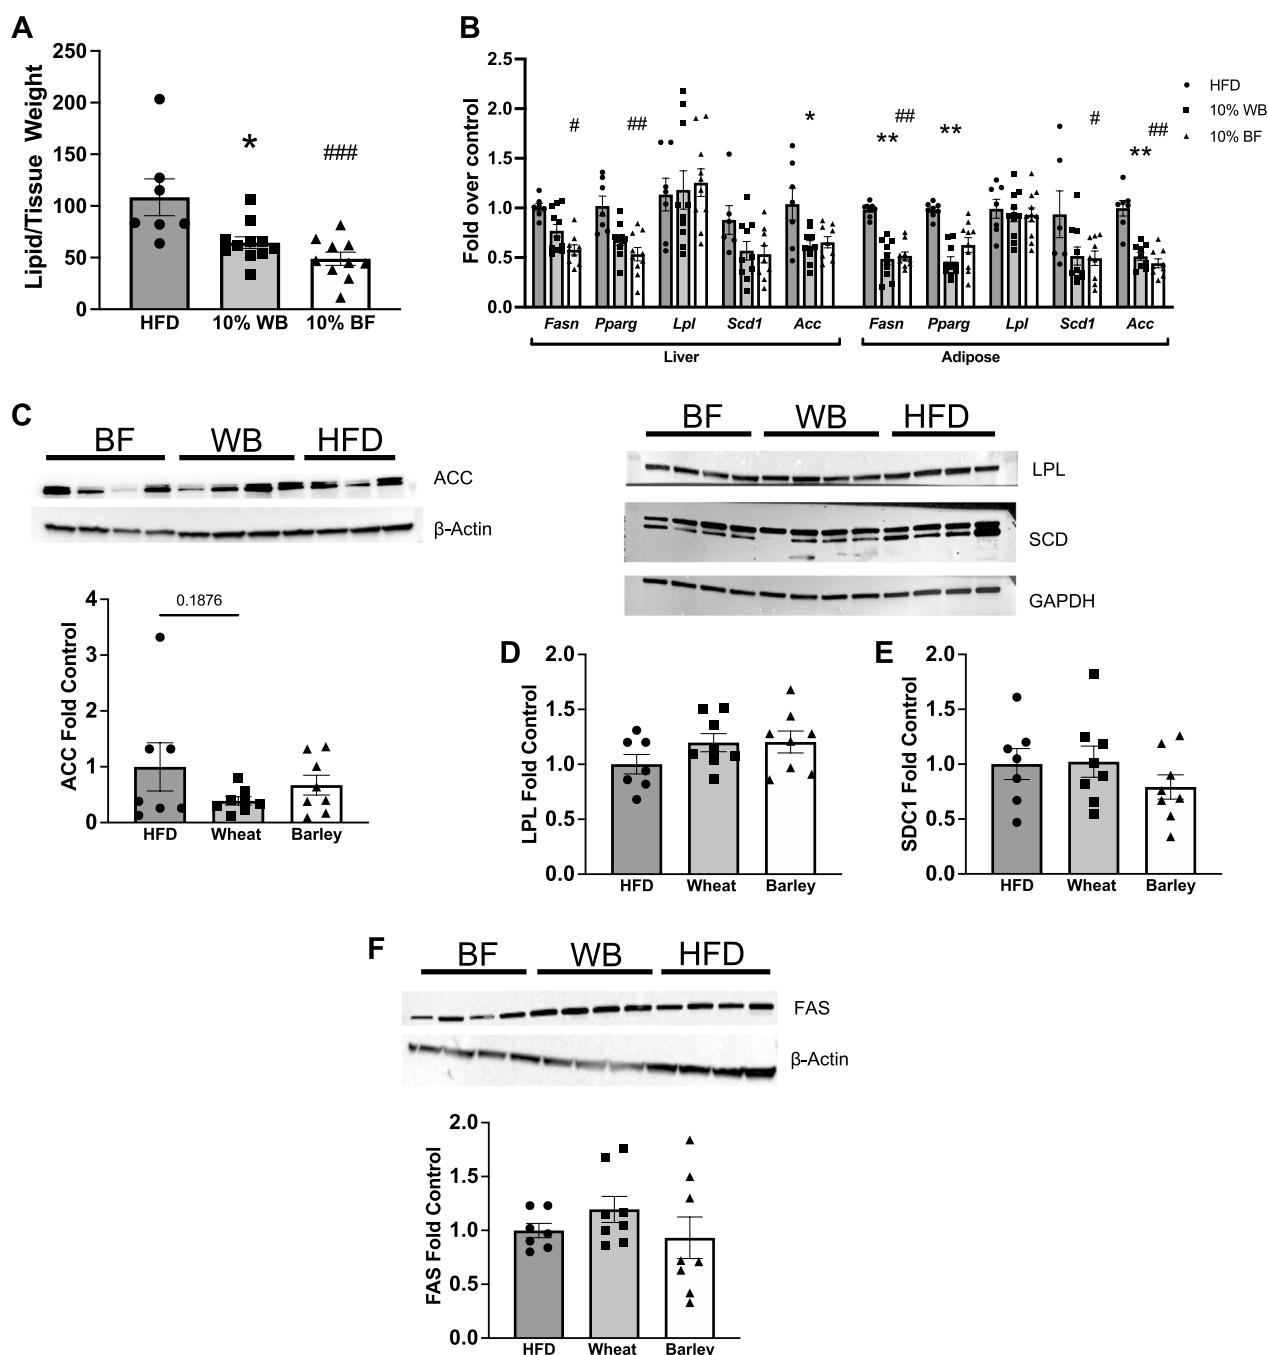 A
Lipid/Tissue Weight
250
200
150
100
50
0
*
###
HFD 10% WB 10% BF
B
Fold over control
2.5
2.0
1.5
1.0
0.5
0.0
# ## * ** ## ** # ** ##
HFD
10% WB
10% BF
Fasn Pparg Lpl Scd1 Acc Fasn Pparg Lpl Scd1 Acc
Liver Adipose
C
BF WB HFD
ACC
β-Actin
ACC Fold Control
4
3
2
1
0
0.1876
HFD Wheat Barley
BF WB HFD
LPL
SCD
GAPDH
D
LPL Fold Control
2.0
1.5
1.0
0.5
0.0
HFD Wheat Barley
E
SDC1 Fold Control
2.0
1.5
1.0
0.5
0.0
HFD Wheat Barley
F
BF WB HFD
FAS
β-Actin
FAS Fold Control
2.0
1.5
1.0
0.5
0.0
HFD Wheat Barley